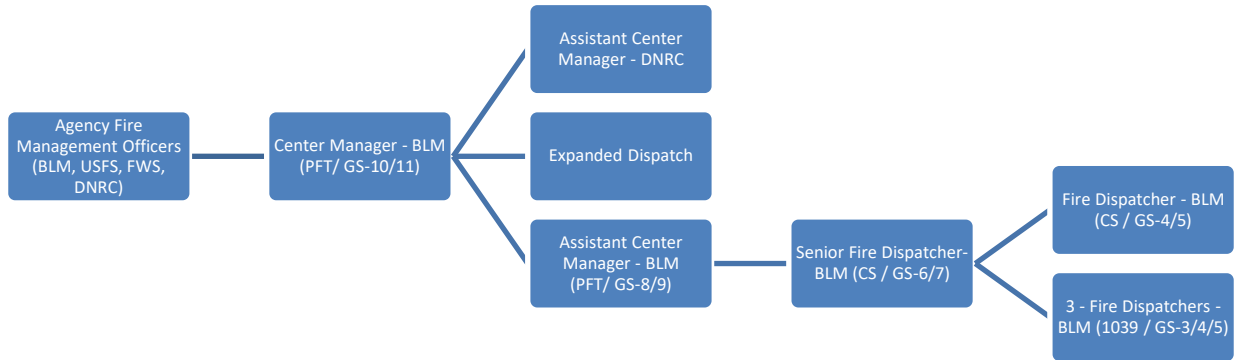 Agency Fire
Management Officers
(BLM, USFS, FWS,
DNRC)
Center Manager - BLM
(PFT/ GS-10/11)
Assistant Center
Manager - DNRC
Expanded Dispatch
Assistant Center
Manager - BLM
(PFT/ GS-8/9)
Senior Fire Dispatcher-
BLM (CS / GS-6/7)
Fire Dispatcher - BLM
(CS / GS-4/5)
3 - Fire Dispatchers -
BLM (1039 / GS-3/4/5)